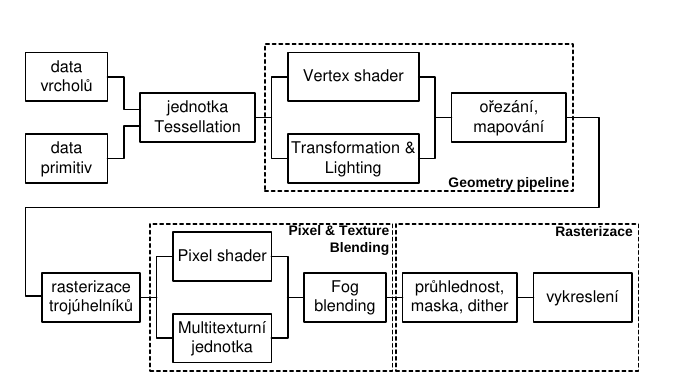 data
vrcholů
data
primitiv
jednotka
Tessellation
Vertex shader
Transformation &
Lighting
ořezání,
mapování
Geometry pipeline
rasterizace
trojúhelníků
Pixel & Texture
Blending
Pixel shader
Multitexturní
jednotka
Fog
blending
Rasterizace
průhlednost,
maska, dither
vykreslení